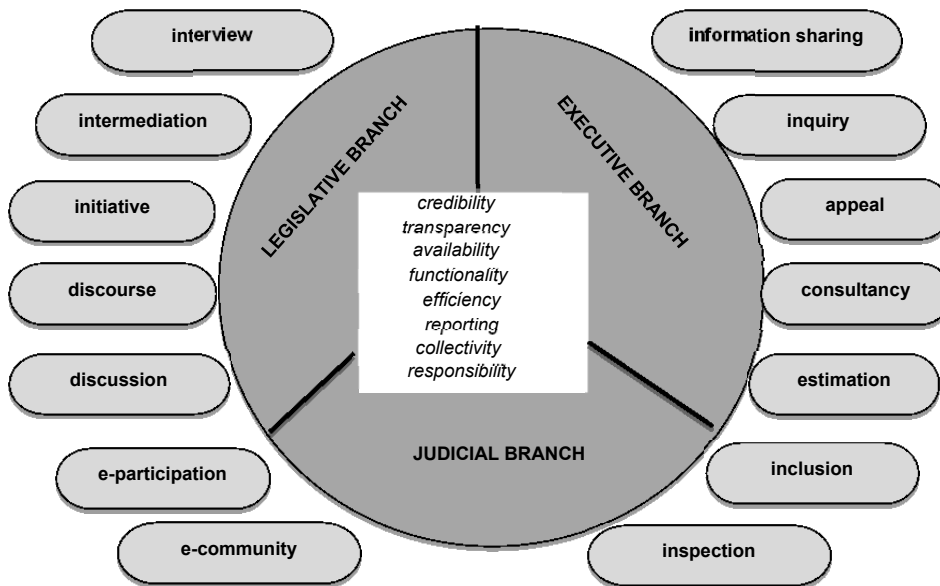 interview
intermediation
initiative
discourse
discussion
e-participation
e-community
LEGISLATIVE BRANCH
EXECUTIVE BRANCH
credibility
transparency
availability
functionality
efficiency
reporting
collectivity
responsibility
JUDICIAL BRANCH
information sharing
inquiry
appeal
consultancy
estimation
inclusion
inspection